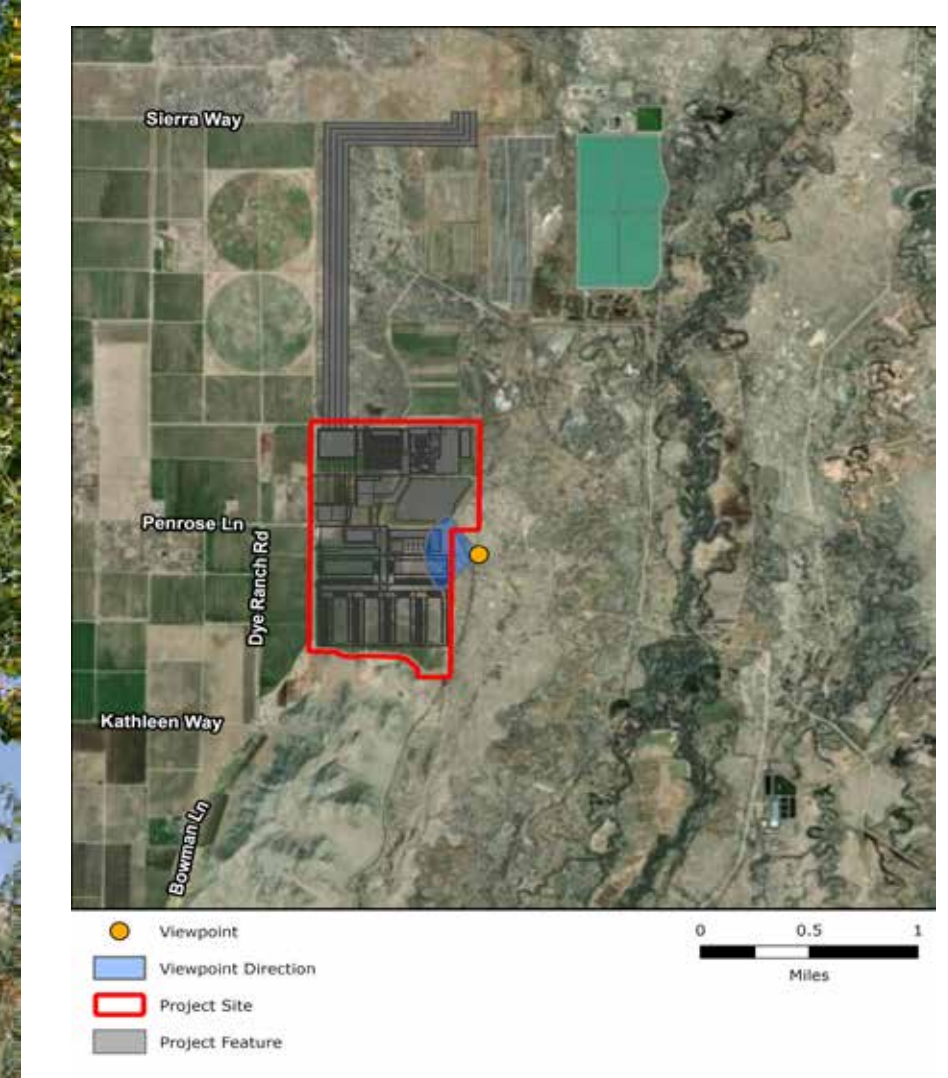 Sierra Way
Penrose Ln
Dye Ranch Rd
Kathleen Way
Bowman Ln
Viewpoint
Viewpoint Direction
Project Site
Project Feature
0 0.5 1
Miles